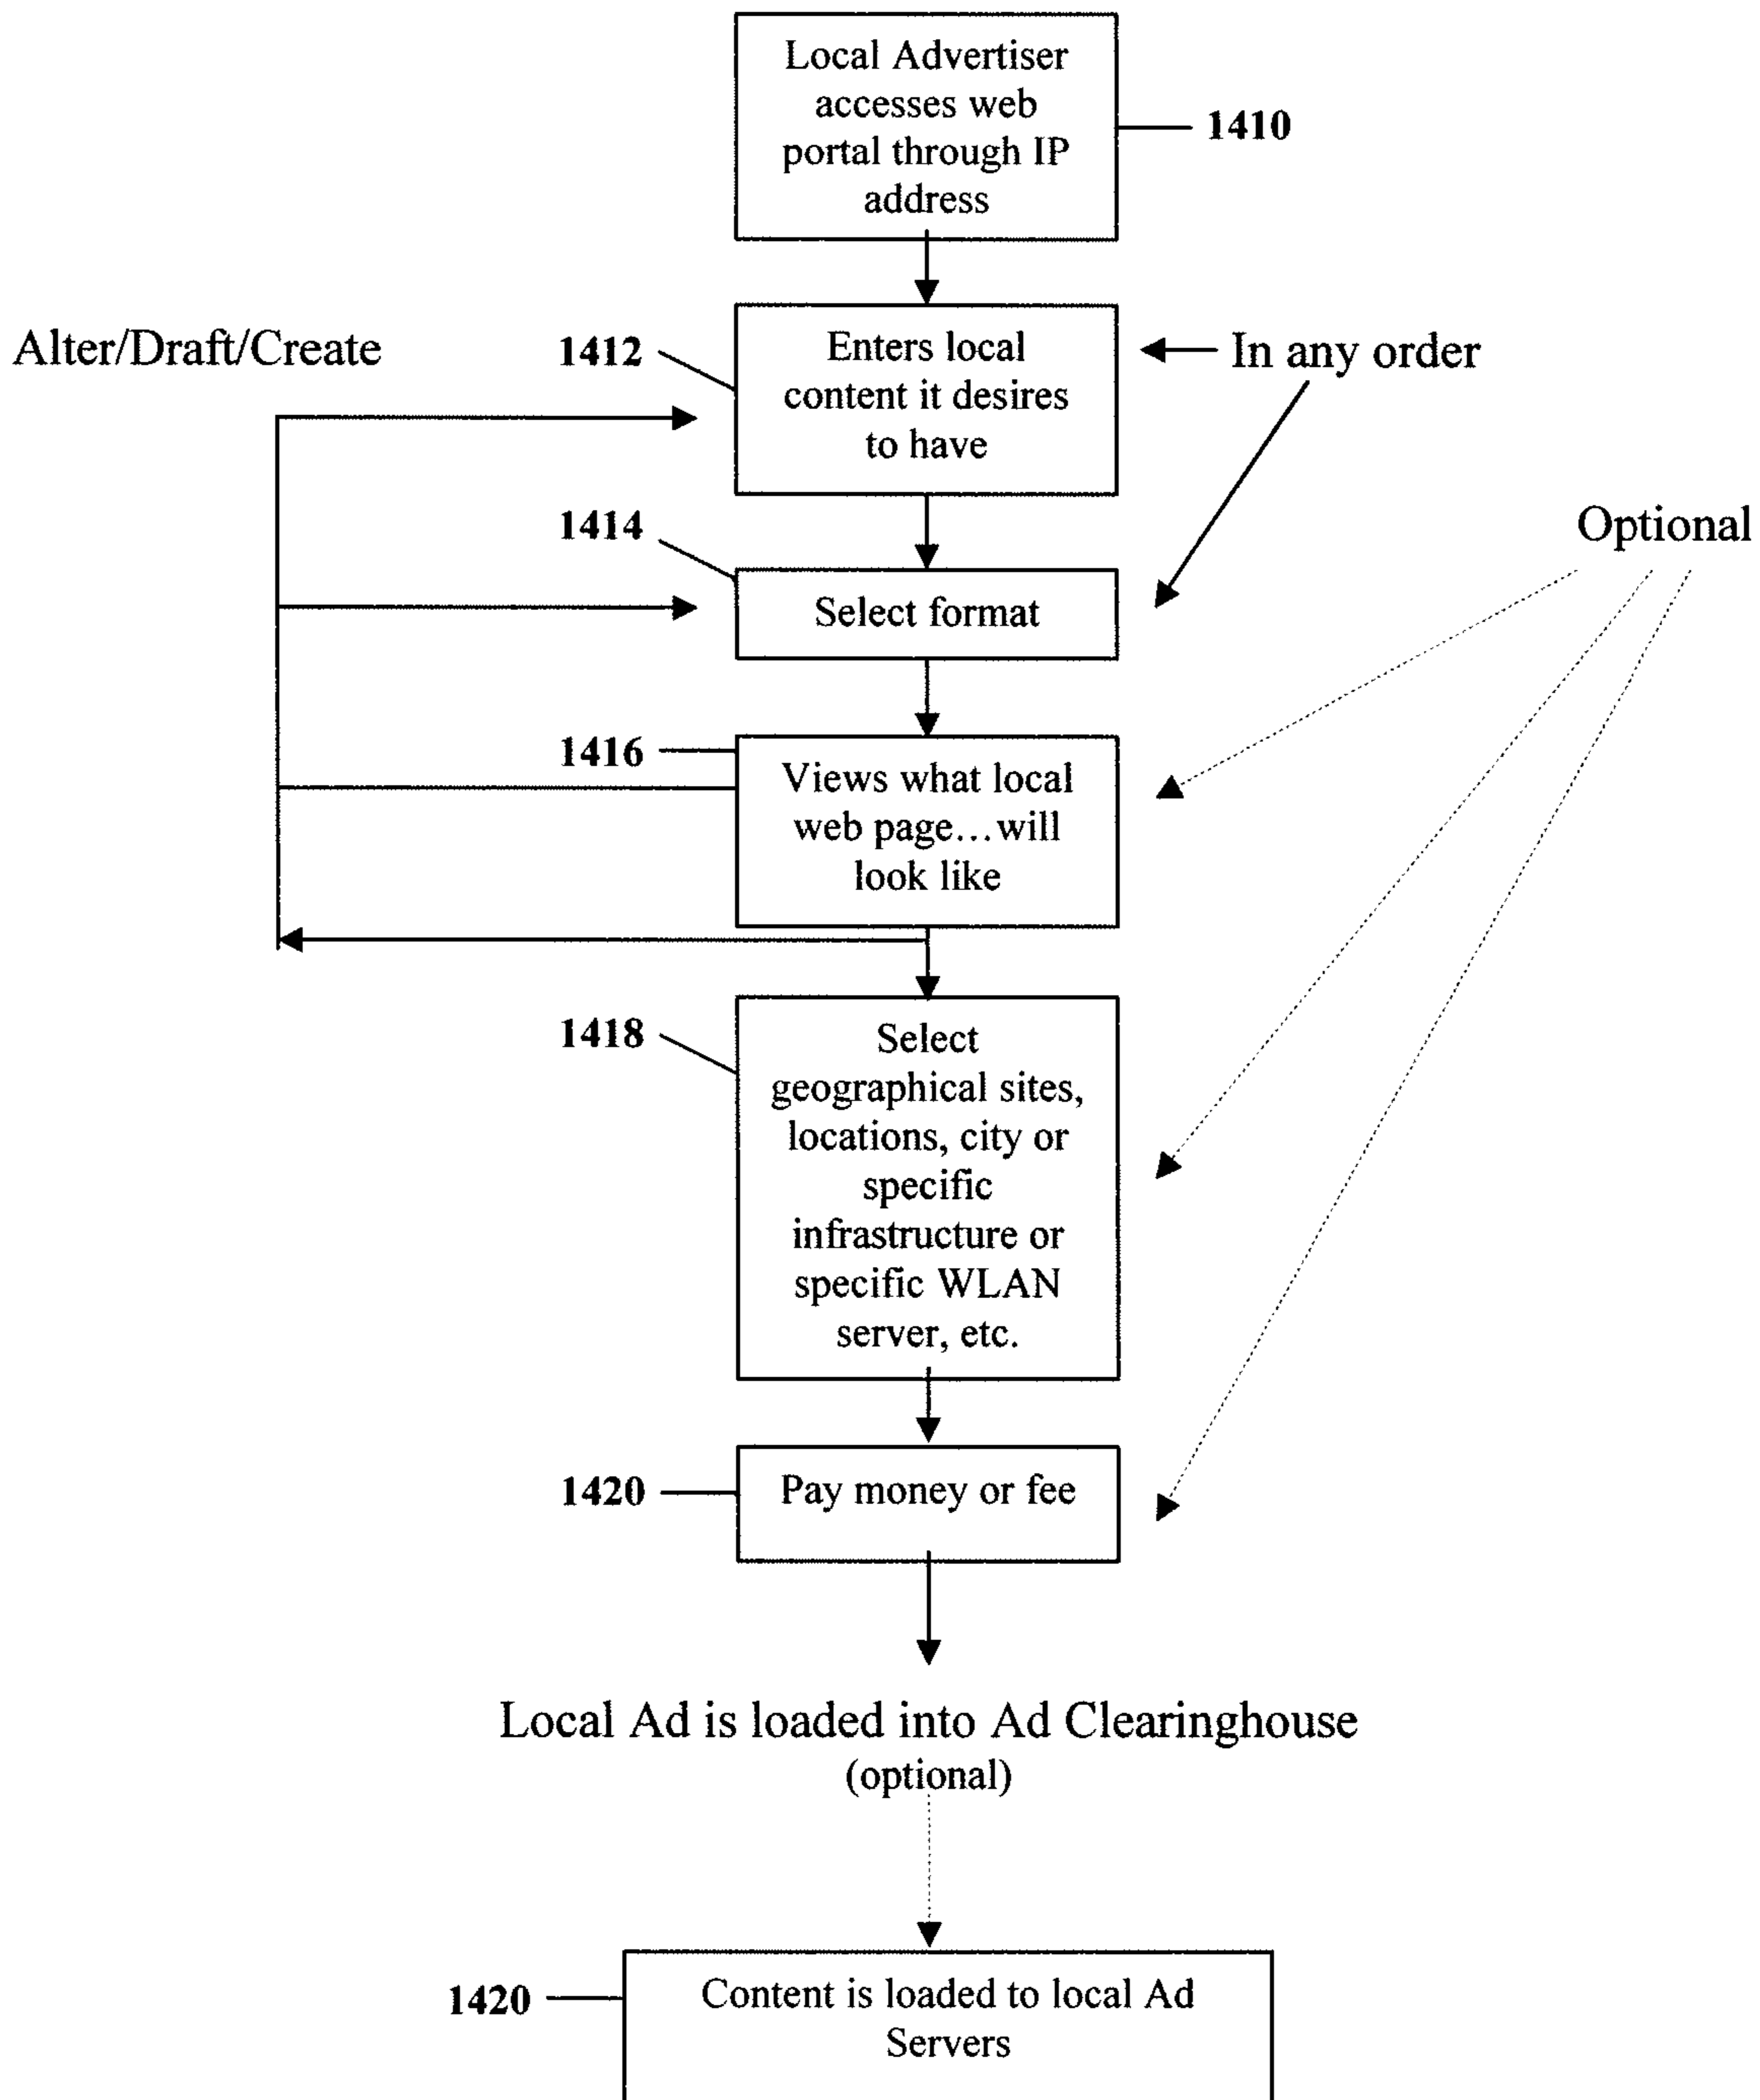 Local Advertiser
accesses web
portal through IP
address
1410
Alter/Draft/Create
1412
Enters local
content it desires
to have
In any order
1414
Select format
Optional
1416
Views what local
web page...will
look like
1418
Select
geographical sites,
locations, city or
specific
infrastructure or
specific WLAN
server, etc.
1420
Pay money or fee
Local Ad is loaded into Ad Clearinghouse
(optional)
1420
Content is loaded to local Ad
Servers